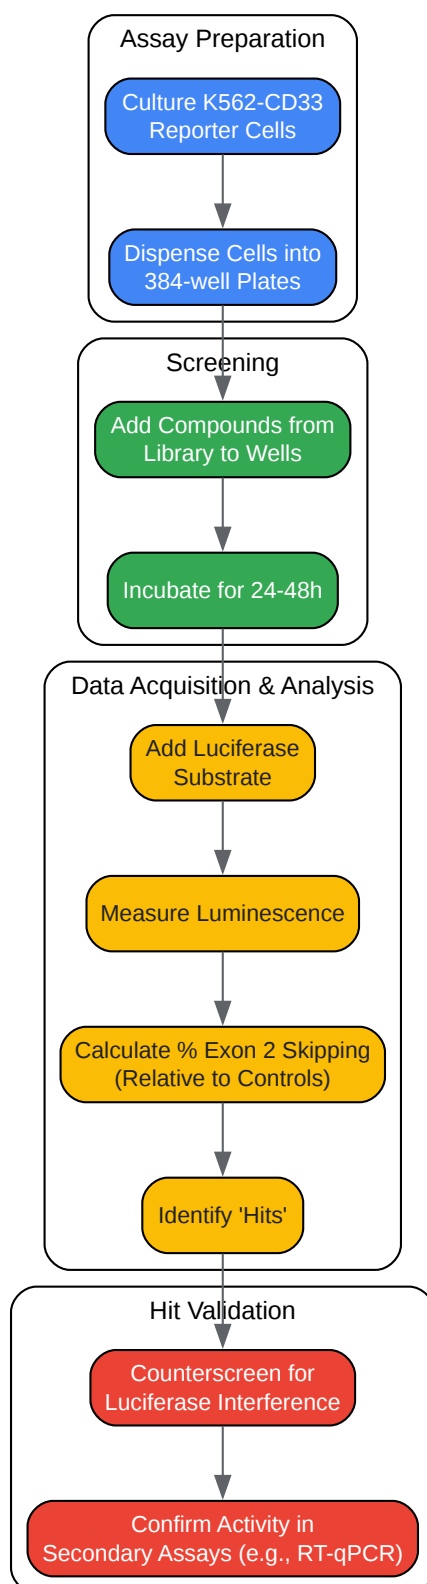 Assay Preparation
Culture K562-CD33
Reporter Cells
Dispense Cells into
384-well Plates
Screening
Add Compounds from
Library to Wells
Incubate for 24-48h
Data Acquisition & Analysis
Add Luciferase
Substrate
Measure Luminescence
Calculate % Exon 2 Skipping
(Relative to Controls)
Identify 'Hits'
Hit Validation
Counterscreen for
Luciferase Interference
Confirm Activity in
Secondary Assays (e.g., RT-qPCR)